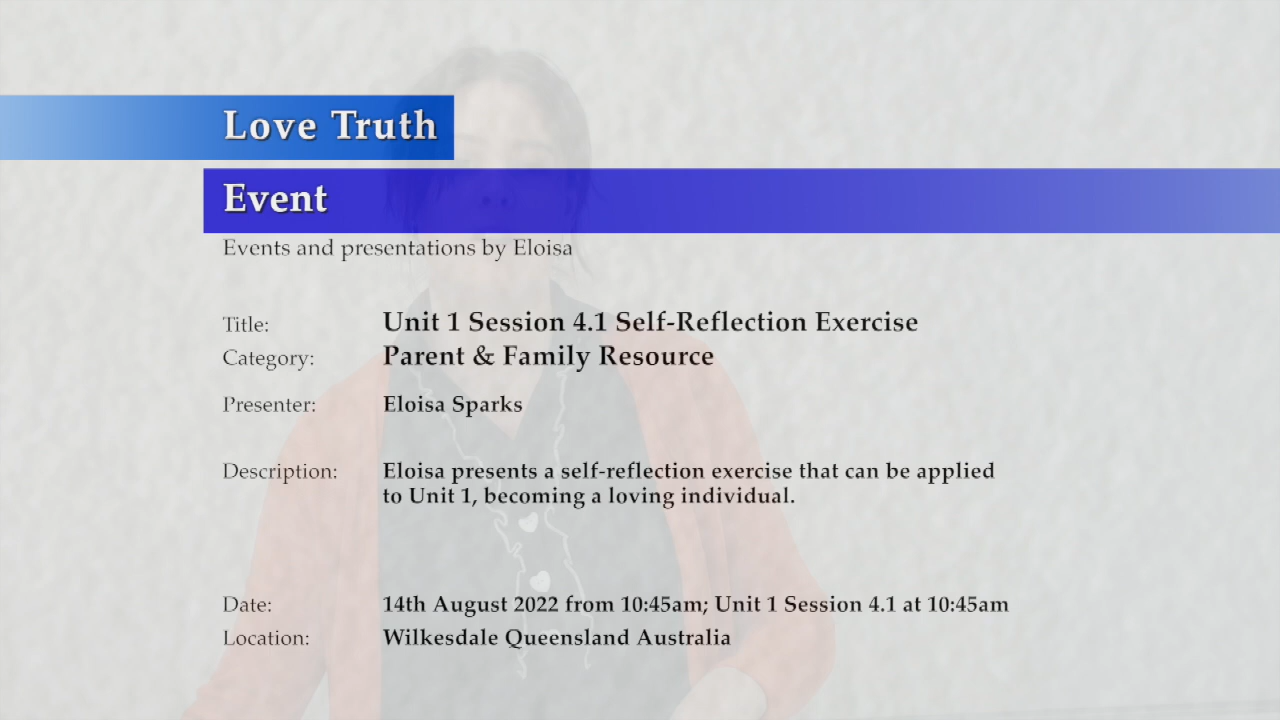 Love Truth
Event
Events and presentations by Eloisa
Title: Unit 1 Session 4.1 Self-Reflection Exercise
Category: Parent & Family Resource
Presenter: Eloisa Sparks
Description: Eloisa presents a self-reflection exercise that can be applied
to Unit 1, becoming a loving individual.
Date: 14th August 2022 from 10:45am; Unit 1 Session 4.1 at 10:45am
Location: Wilkesdale Queensland Australia